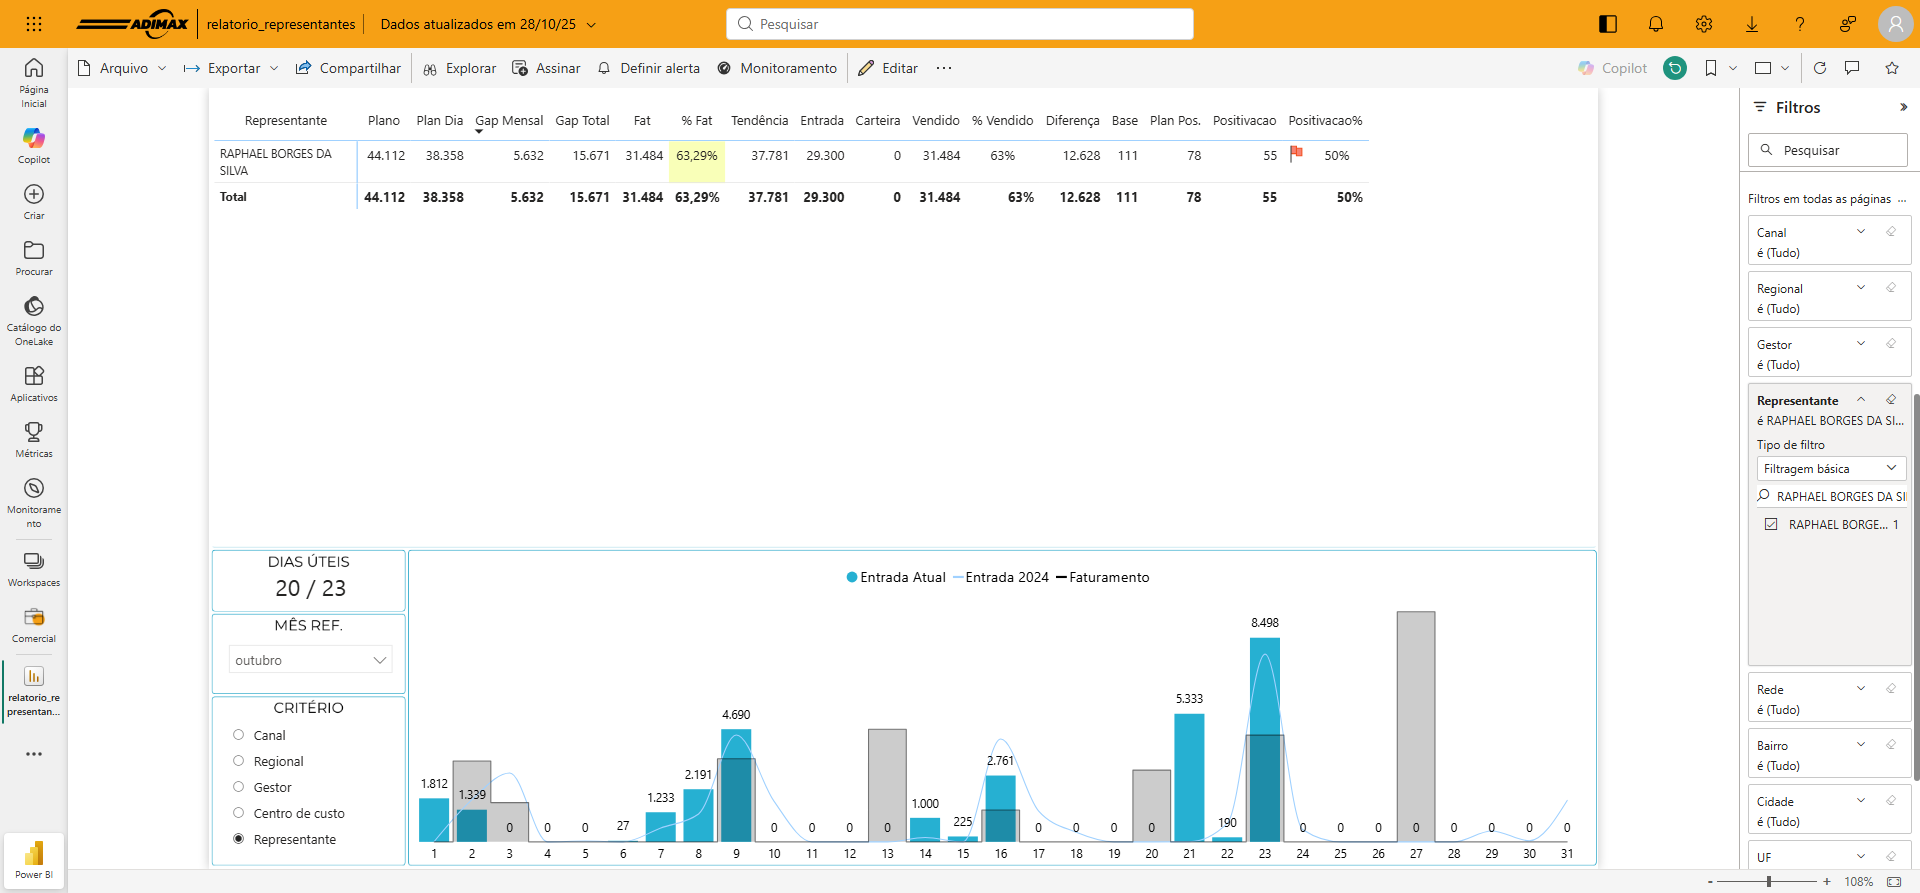 ADIMAX
relatorio_representantes
Dados atualizados em 28/10/25
Pesquisar
Arquivo
Exportar
Compartilhar
Explorar
Assinar
Definir alerta
Monitoramento
Editar
...
Copilot
Página
Inicial
Copilot
Criar
Procurar
Catálogo do
OneLake
Aplicativos
Métricas
Monitorame
nto
Workspaces
Comercial
relatorio_re
presentan...
Power BI
Representante Plano Plan Dia Gap Mensal Gap Total Fat % Fat Tendência Entrada Carteira Vendido % Vendido Diferença Base Plan Pos. Positivacao Positivacao%
RAPHAEL BORGES DA
SILVA
44.112 38.358 5.632 15.671 31.484 63,29% 37.781 29.300 0 31.484 63% 12.628 111 78 55 50%
Total 44.112 38.358 5.632 15.671 31.484 63,29% 37.781 29.300 0 31.484 63% 12.628 111 78 55 50%
DIAS ÚTEIS
20 / 23
MÊS REF.
outubro
CRITÉRIO
Canal
Regional
Gestor
Centro de custo
Representante
Entrada Atual Entrada 2024 Faturamento
1.812 1.339 0 0 0 27 1.233 2.191 4.690 0 0 0 0 1.000 225 2.761 0 0 0 0 5.333 190 8.498 0 0 0 0 0 0 0 0
1 2 3 4 5 6 7 8 9 10 11 12 13 14 15 16 17 18 19 20 21 22 23 24 25 26 27 28 29 30 31
Filtros
Pesquisar
Filtros em todas as páginas ...
Canal
é (Tudo)
Regional
é (Tudo)
Gestor
é (Tudo)
Representante
é RAPHAEL BORGES DA SI...
Tipo de filtro
Filtragem básica
RAPHAEL BORGES DA SI
RAPHAEL BORGE... 1
Rede
é (Tudo)
Bairro
é (Tudo)
Cidade
é (Tudo)
UF
- + 108%